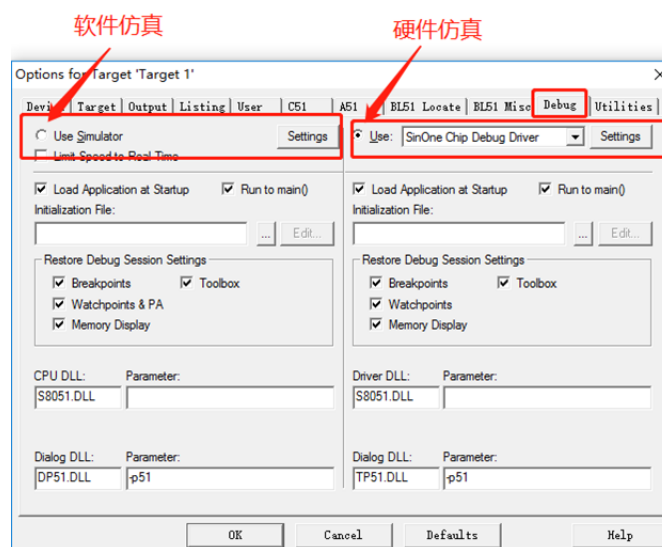 软件仿真
硬件仿真
Options for Target 'Target 1'
Device Target Output Listing User C51 A51 BL51 Locate BL51 Misc Debug Utilities
Use Simulator Settings Use: SinOne Chip Debug Driver Settings
Limit Speed to Real-Time
Load Application at Startup Run to main() Load Application at Startup Run to main()
Initialization File: Initialization File:
... Edit... ... Edit...
Restore Debug Session Settings Restore Debug Session Settings
Breakpoints Toolbox Breakpoints Toolbox
Watchpoints & PA Watchpoints
Memory Display Memory Display
CPU DLL: Parameter: Driver DLL: Parameter:
S8051.DLL S8051.DLL
Dialog DLL: Parameter: Dialog DLL: Parameter:
DP51.DLL -p51 TP51.DLL -p51
OK Cancel Defaults Help